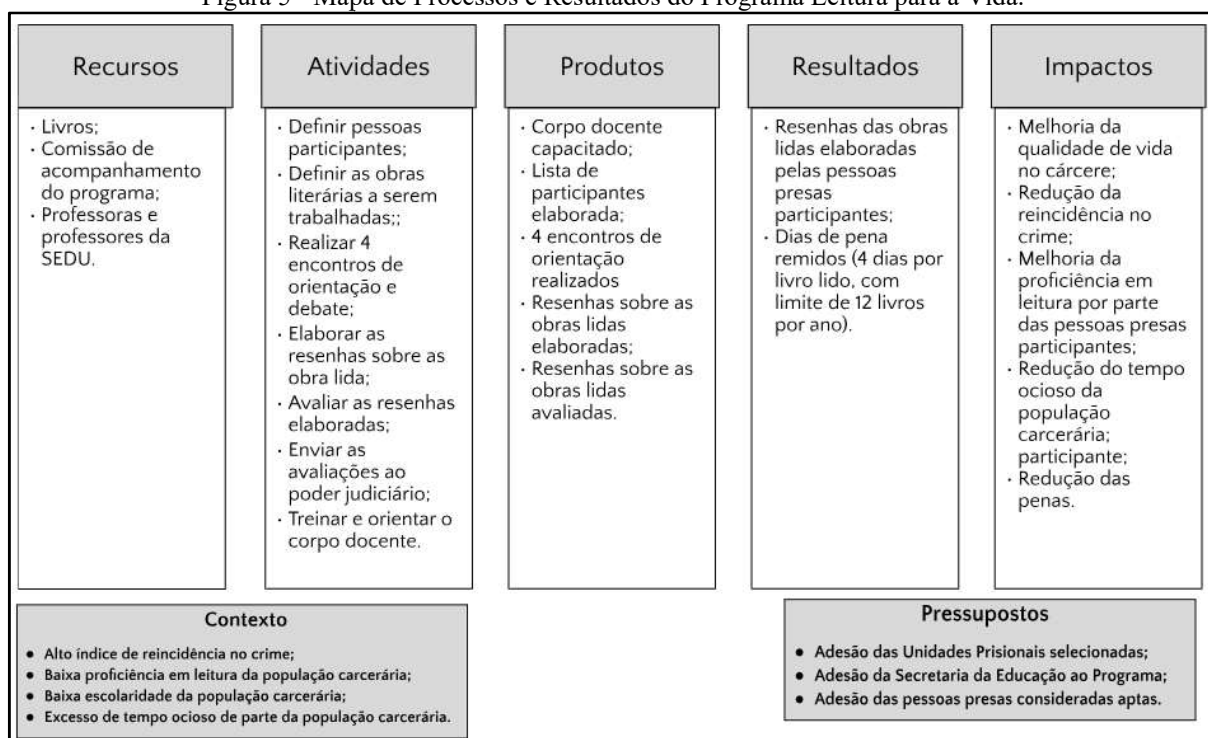 Figura 5 - Mapa de Processos e Resultados do Programa Leitura para a Vida.
Recursos
· Livros;
· Comissão de
acompanhamento
do programa;
· Professoras e
professores da
SEDU.
Atividades
· Definir pessoas
participantes;
· Definir as obras
literárias a serem
trabalhadas;;
· Realizar 4
encontros de
orientação e
debate;
· Elaborar as
resenhas sobre as
obra lida;
· Avaliar as resenhas
elaboradas;
· Enviar as
avaliações ao
poder judiciário;
· Treinar e orientar o
corpo docente.
Produtos
· Corpo docente
capacitado;
· Lista de
participantes
elaborada;
· 4 encontros de
orientação
realizados
· Resenhas sobre as
obras lidas
elaboradas;
· Resenhas sobre as
obras lidas
avaliadas.
Resultados
· Resenhas das obras
lidas elaboradas
pelas pessoas
presas
participantes;
· Dias de pena
remidos (4 dias por
livro lido, com
limite de 12 livros
por ano).
Impactos
· Melhoria da
qualidade de vida
no cárcere;
· Redução da
reincidência no
crime;
· Melhoria da
proficiência em
leitura por parte
das pessoas presas
participantes;
· Redução do tempo
ocioso da
população
carcerária;
participante;
· Redução das
penas.
Contexto
● Alto índice de reincidência no crime;
● Baixa proficiência em leitura da população carcerária;
● Baixa escolaridade da população carcerária;
● Excesso de tempo ocioso de parte da população carcerária.
Pressupostos
● Adesão das Unidades Prisionais selecionadas;
● Adesão da Secretaria da Educação ao Programa;
● Adesão das pessoas presas consideradas aptas.